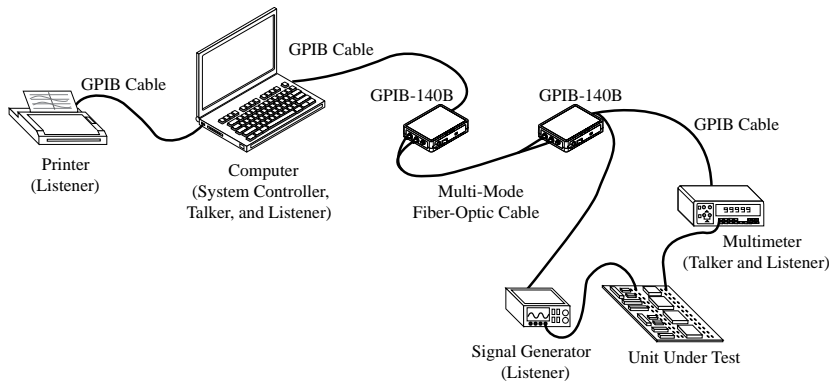 GPIB Cable
GPIB Cable
GPIB-140B
GPIB-140B
GPIB Cable
Printer
(Listener)
Computer
(System Controller,
Talker, and Listener)
Multi-Mode
Fiber-Optic Cable
99999
Multimeter
(Talker and Listener)
Signal Generator
(Listener)
Unit Under Test